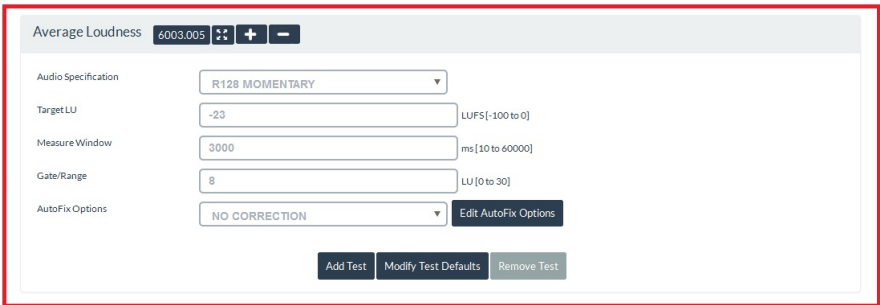 Average Loudness 6003.005
Audio Specification R128 MOMENTARY
Target LU -23 LUFS [-100 to 0]
Measure Window 3000 ms [10 to 60000]
Gate/Range 8 LU [0 to 30]
AutoFix Options NO CORRECTION Edit AutoFix Options
Add Test Modify Test Defaults Remove Test